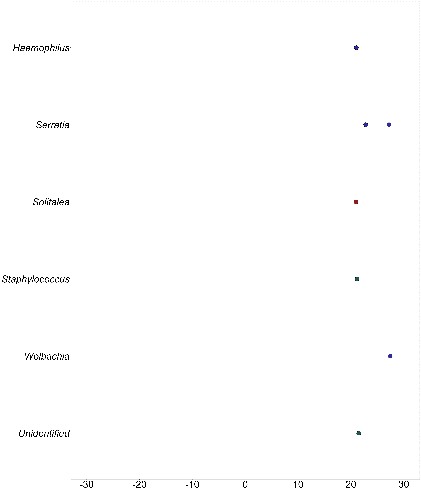 Haemophilus
Serratia
Solitalea
Staphylococcus
Wolbachia
Unidentified
-30 -20 -10 0 10 20 30